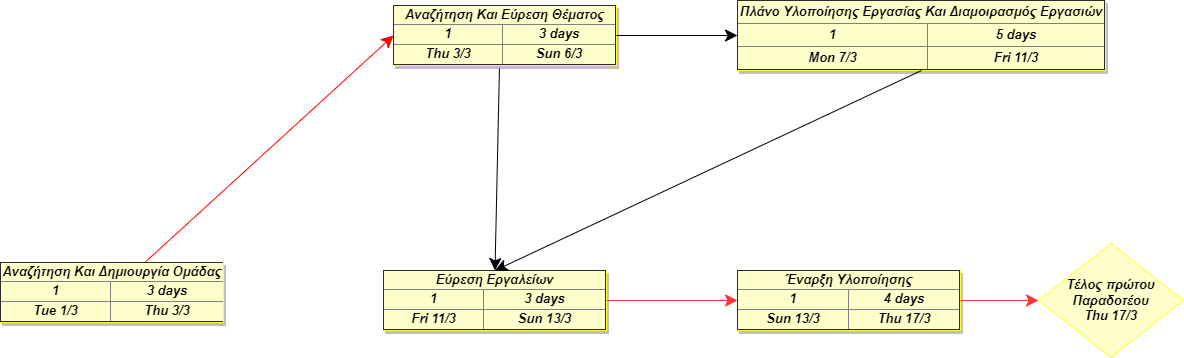 Αναζήτηση Και Εύρεση Θέματος
1 3 days
Thu 3/3 Sun 6/3
Πλάνο Υλοποίησης Εργασίας Και Διαμοιρασμός Εργασιών
1 5 days
Mon 7/3 Fri 11/3
Αναζήτηση Και Δημιουργία Ομάδας
1 3 days
Tue 1/3 Thu 3/3
Εύρεση Εργαλείων
1 3 days
Fri 11/3 Sun 13/3
Έναρξη Υλοποίησης
1 4 days
Sun 13/3 Thu 17/3
Τέλος πρώτου
Παραδοτέου
Thu 17/3